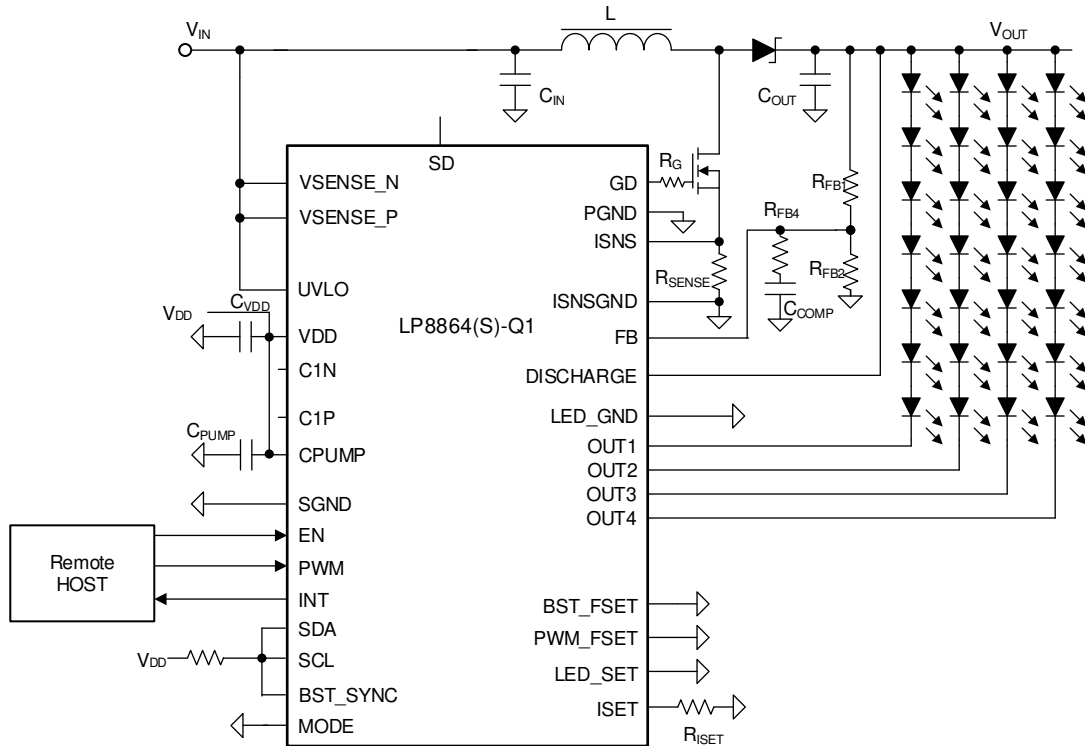 VIN
L
VOUT
CIN
COUT
SD
RG
RFB1
VSENSE_N
GD
VSENSE_P
PGND
RFB4
ISNS
RSENSE
RFB2
UVLO
ISNSGND
CCOMP
VDD
CVDD
LP8864(S)-Q1
VDD
FB
C1N
DISCHARGE
C1P
LED_GND
CPUMP
OUT1
CPUMP
OUT2
OUT3
SGND
OUT4
EN
Remote
HOST
PWM
INT
BST_FSET
SDA
PWM_FSET
VDD
SCL
LED_SET
BST_SYNC
ISET
MODE
RISET